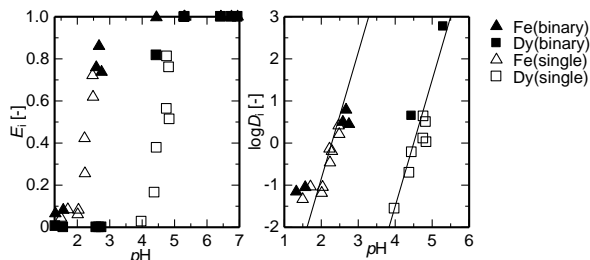 1.0
0.8
0.6
0.4
0.2
0
E_i [-]
2 3 4 5 6 7
pH
3
2
1
0
-1
-2
logD_i [-]
1 2 3 4 5 6
pH
▲ Fe(binary)
■ Dy(binary)
△ Fe(single)
□ Dy(single)